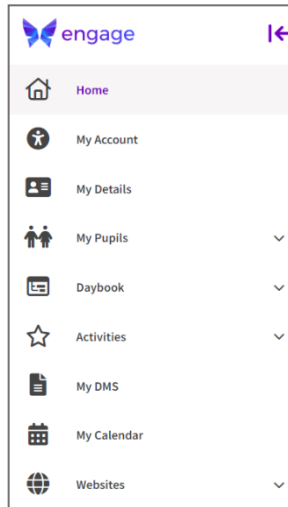 engage
Home
My Account
My Details
My Pupils
Daybook
Activities
My DMS
My Calendar
Websites